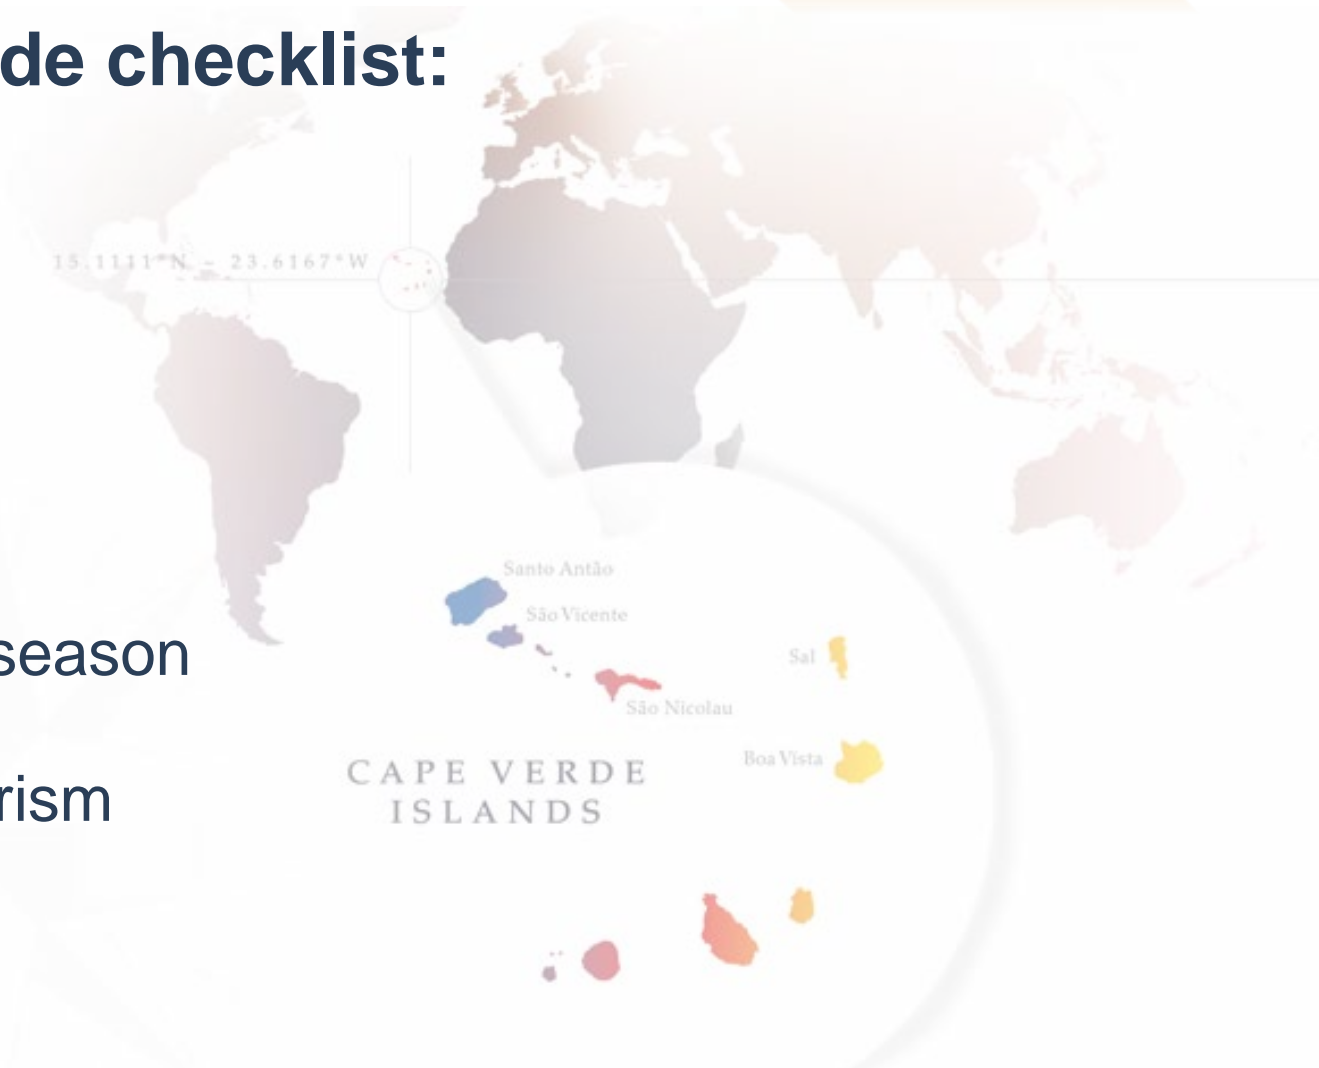 de checklist:
15.1111°N – 23.6167°W
Santo Antão
São Vicente
season
Sal
São Nicolau
Boa Vista
CAPE VERDE
ISLANDS
rism